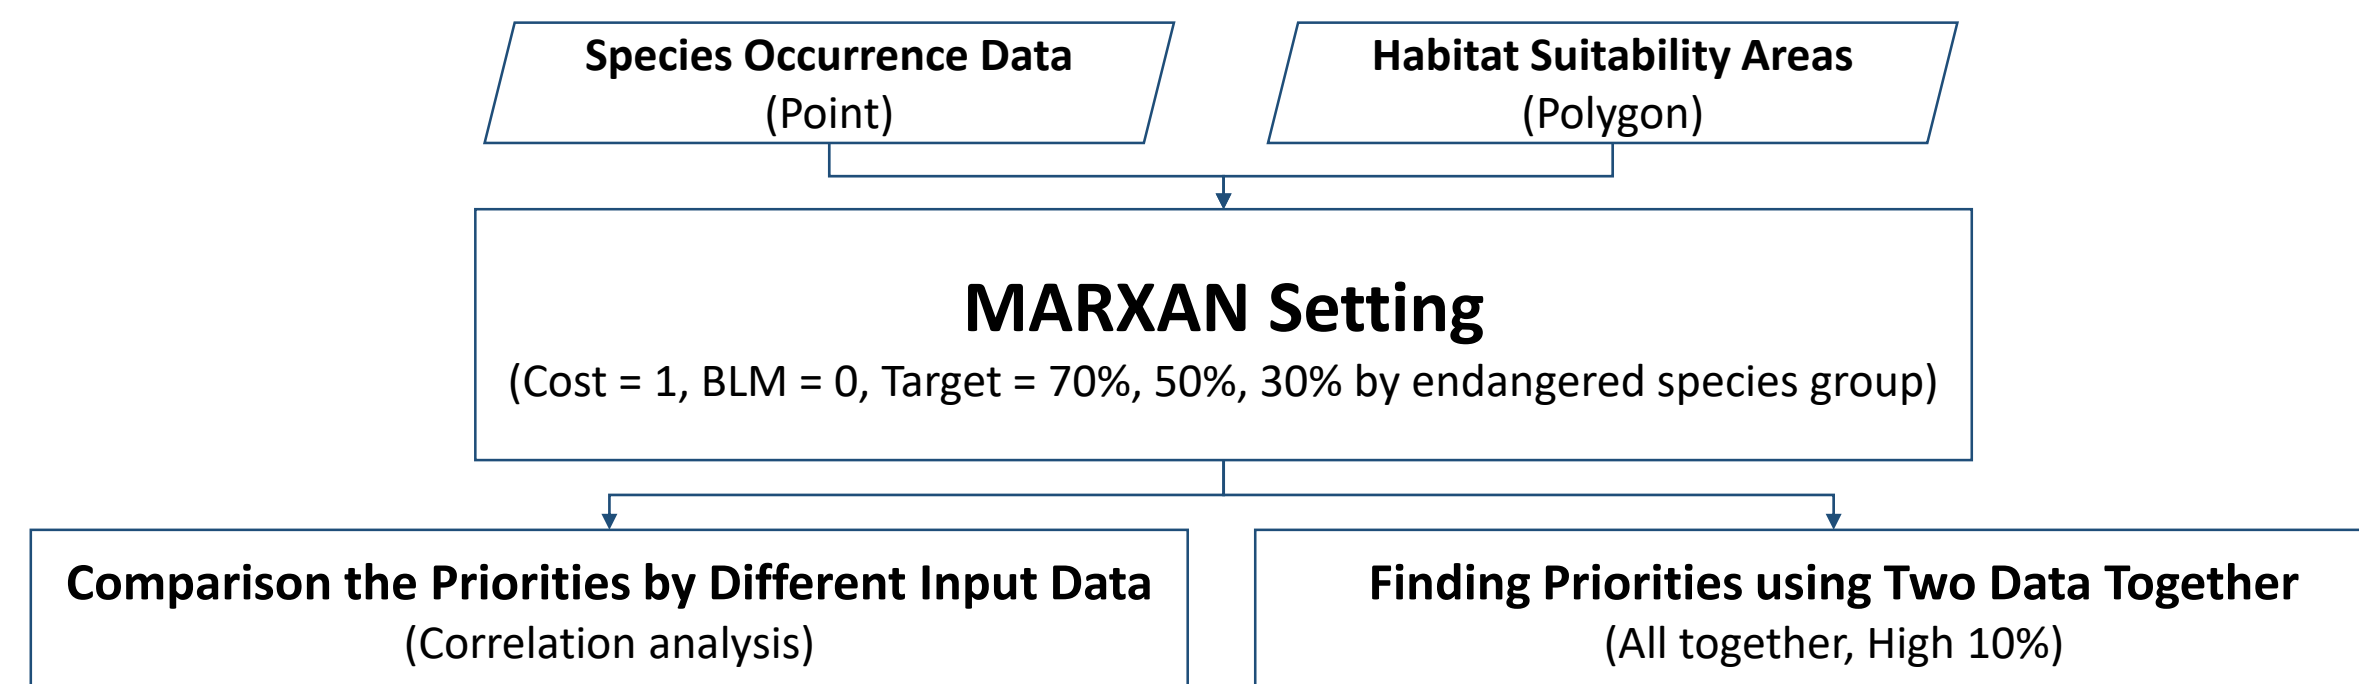 Species Occurrence Data
(Point)
Habitat Suitability Areas
(Polygon)
MARXAN Setting
(Cost = 1, BLM = 0, Target = 70%, 50%, 30% by endangered species group)
Comparison the Priorities by Different Input Data
(Correlation analysis)
Finding Priorities using Two Data Together
(All together, High 10%)